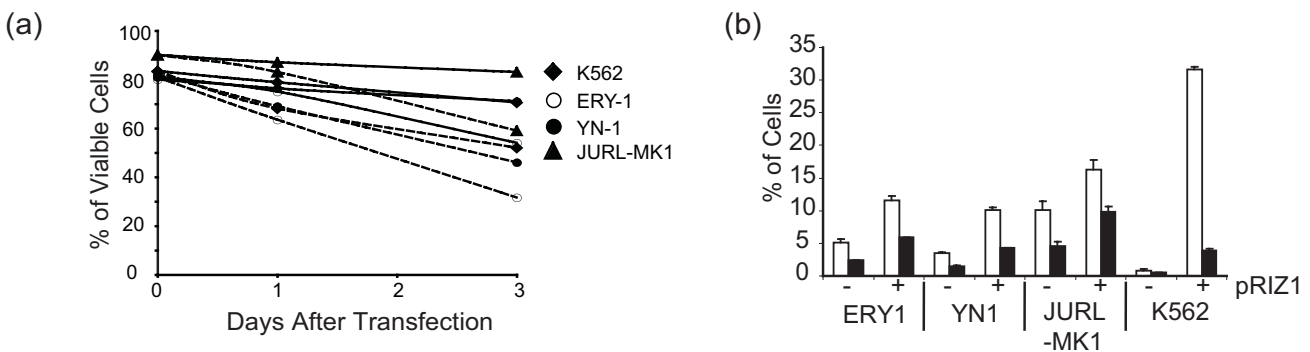 (a)
% of Vialble Cells
100
80
60
40
20
0
0
1
2
3
Days After Transfection
K562
ERY-1
YN-1
JURL-MK1
(b)
% of Cells
35
30
25
20
15
10
5
0
- + - + - + - + pRIZ1
ERY1
YN1
JURL
-MK1
K562